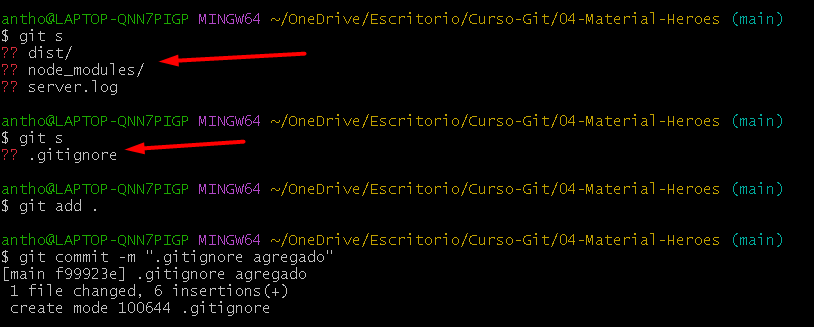 antho@LAPTOP-QNN7PIGP MINGW64 ~/OneDrive/Escritorio/Curso-Git/04-Material-Heroes (main)
$ git s
?? dist/
?? node_modules/
?? server.log
antho@LAPTOP-QNN7PIGP MINGW64 ~/OneDrive/Escritorio/Curso-Git/04-Material-Heroes (main)
$ git s
?? .gitignore
antho@LAPTOP-QNN7PIGP MINGW64 ~/OneDrive/Escritorio/Curso-Git/04-Material-Heroes (main)
$ git add .
antho@LAPTOP-QNN7PIGP MINGW64 ~/OneDrive/Escritorio/Curso-Git/04-Material-Heroes (main)
$ git commit -m ".gitignore agregado"
[main f99923e] .gitignore agregado
 1 file changed, 6 insertions(+)
 create mode 100644 .gitignore